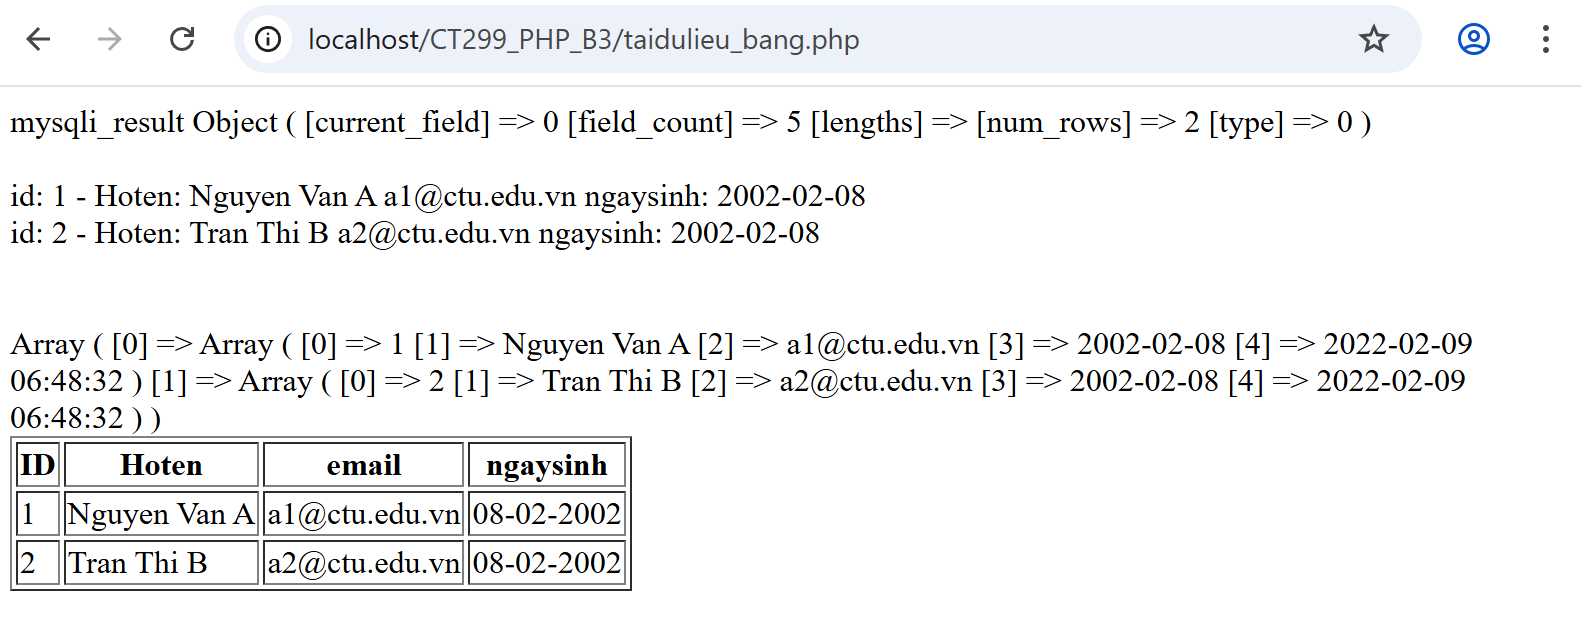 localhost/CT299_PHP_B3/taidulieu_bang.php
mysqli_result Object ( [current_field] => 0 [field_count] => 5 [lengths] => [num_rows] => 2 [type] => 0 )
id: 1 - Hoten: Nguyen Van A a1@ctu.edu.vn ngaysinh: 2002-02-08
id: 2 - Hoten: Tran Thi B a2@ctu.edu.vn ngaysinh: 2002-02-08
Array ( [0] => Array ( [0] => 1 [1] => Nguyen Van A [2] => a1@ctu.edu.vn [3] => 2002-02-08 [4] => 2022-02-09
06:48:32 ) [1] => Array ( [0] => 2 [1] => Tran Thi B [2] => a2@ctu.edu.vn [3] => 2002-02-08 [4] => 2022-02-09
06:48:32 ) )
ID Hoten email ngaysinh
1 Nguyen Van A a1@ctu.edu.vn 08-02-2002
2 Tran Thi B a2@ctu.edu.vn 08-02-2002